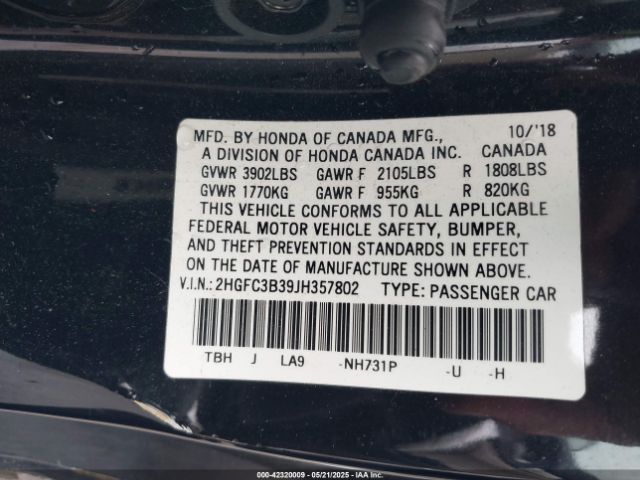 MFD. BY HONDA OF CANADA MFG., 10/'18
A DIVISION OF HONDA CANADA INC. CANADA
GVWR 3902LBS GAWR F 2105LBS R 1808LBS
GVWR 1770KG GAWR F 955KG R 820KG
THIS VEHICLE CONFORMS TO ALL APPLICABLE
FEDERAL MOTOR VEHICLE SAFETY, BUMPER,
AND THEFT PREVENTION STANDARDS IN EFFECT
ON THE DATE OF MANUFACTURE SHOWN ABOVE.
V.I.N.: 2HGFC3B39JH357802 TYPE: PASSENGER CAR
TBH J LA9 -NH731P -U -H
000-42320009 05/21/2025 IAA Inc.